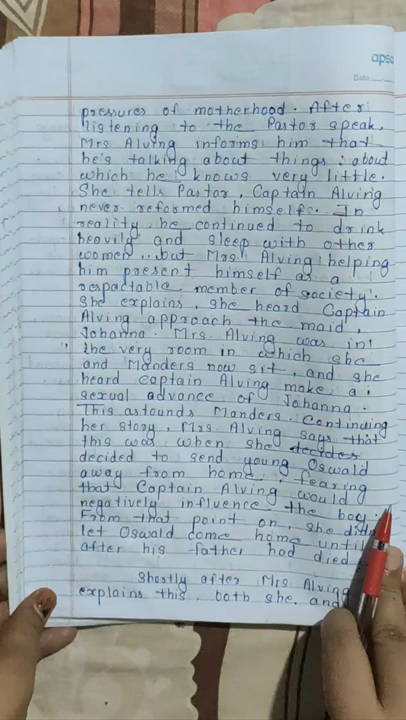 apsa
Date:
pressures of motherhood. After
listening to the Pastor speak,
Mrs Alving informs him that
he's talking about things about
which he knows very little.
She tells Pastor, Captain Alving
never reformed himself. In
reality he continued to drink
heavily and sleep with other
women, but Mrs Alving helping
him present himself as a
respactable member of society.
She explains, she heard Captain
Alving approach the maid,
Johanna. Mrs. Alving was in
the very room in which she
and Manders now sit, and she
heard captain Alving make a
sexual advance of Johanna.
This astounds Manders. Continuing
her story, Mrs Alving says that
this was when she decides
decided to send young Oswald
away from home, fearing
that Captain Alving would
negatively influence the boy.
From that point on, she didn
let Oswald come home until
after his father had died
Shortly after Mrs Alving
explains this, both she and